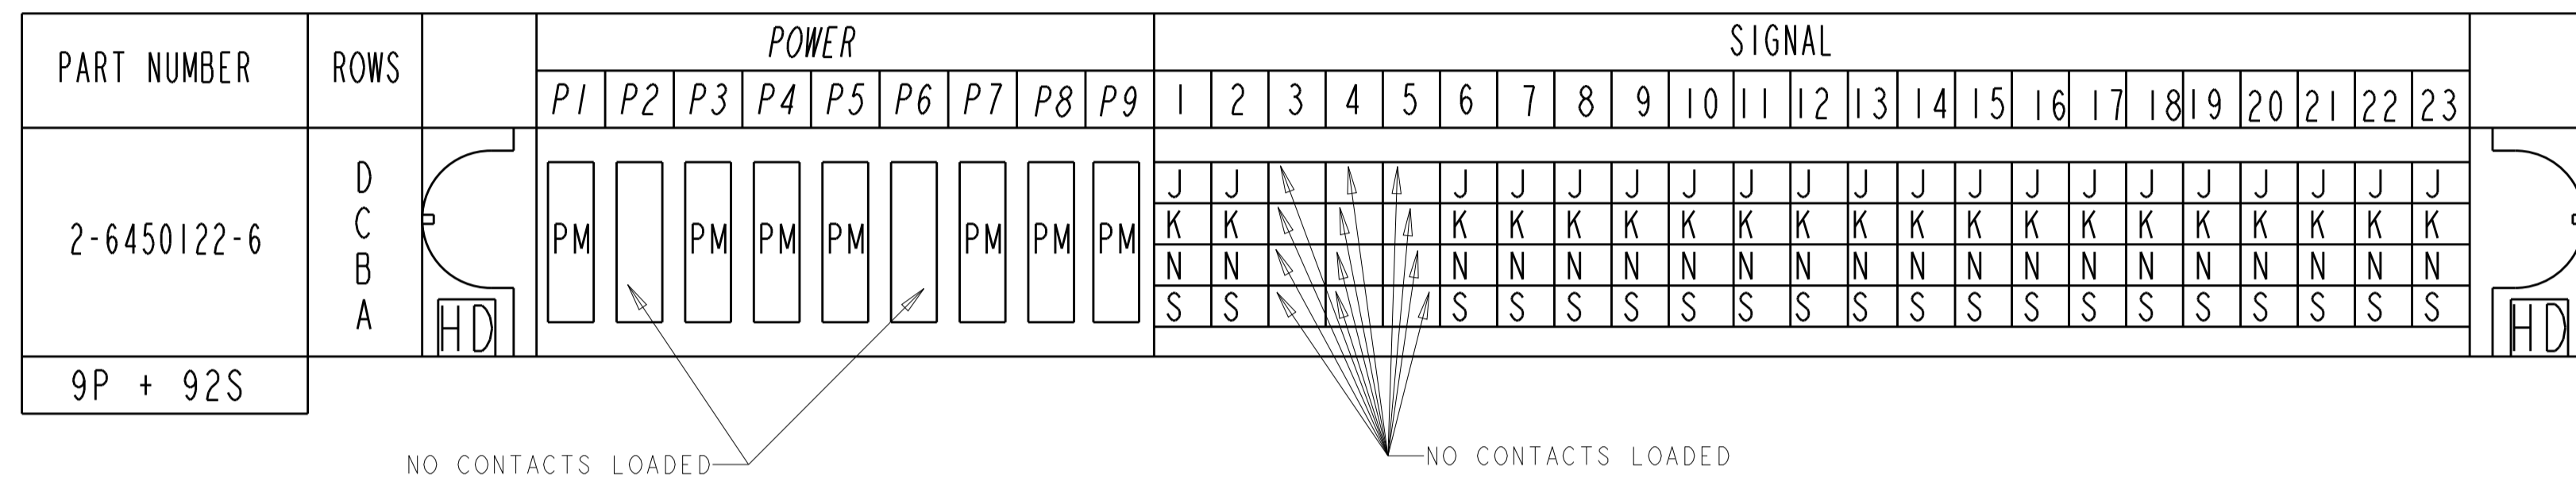 PART NUMBER ROWS POWER SIGNAL
P1 P2 P3 P4 P5 P6 P7 P8 P9 1 2 3 4 5 6 7 8 9 10 11 12 13 14 15 16 17 18 19 20 21 22 23
D J J J J J J J J J J J J J J J J J J J J
C K K K K K K K K K K K K K K K K K K K K
2-6450122-6 PM PM PM PM PM PM PM
B N N N N N N N N N N N N N N N N N N N N
A S S S S S S S S S S S S S S S S S S S S
HD HD
9P + 92S
NO CONTACTS LOADED NO CONTACTS LOADED